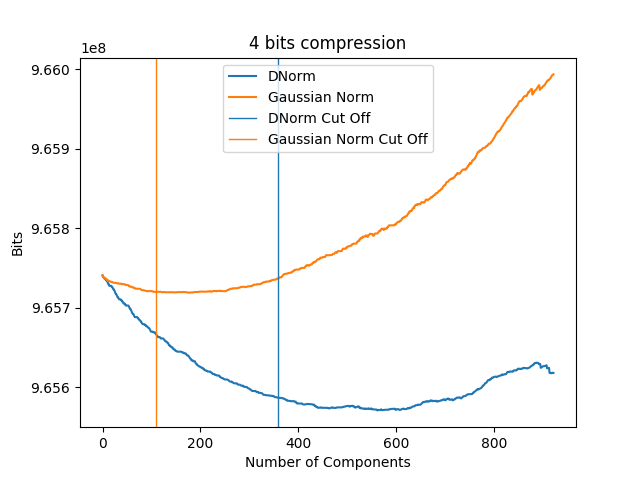 4 bits compression
1e8
9.660
9.659
9.658
9.657
9.656
Bits
DNorm
Gaussian Norm
DNorm Cut Off
Gaussian Norm Cut Off
0 200 400 600 800
Number of Components